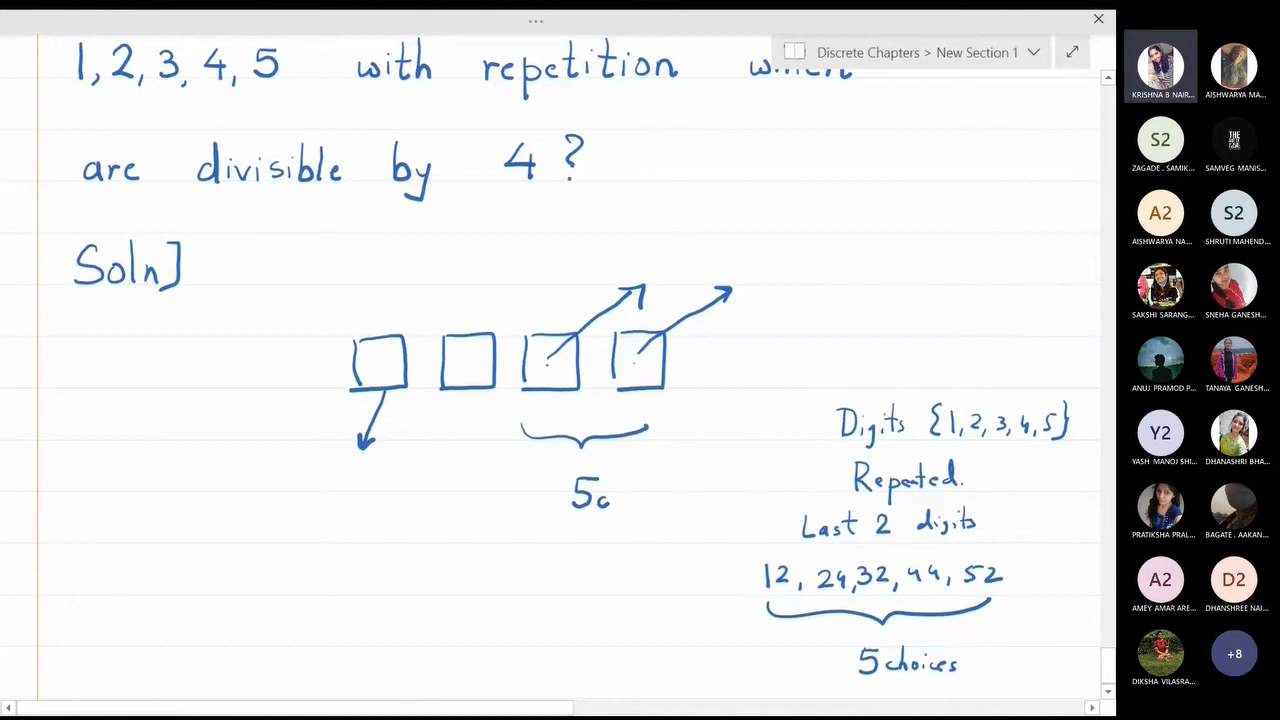 ...
Discrete Chapters > New Section 1
1, 2, 3, 4, 5 with repetition which
are divisible by 4 ?
Soln]
Digits {1, 2, 3, 4, 5}
Repeated.
5c
Last 2 digits
12, 24, 32, 44, 52
5 choices
KRISHNA B NAIR...
AISHWARYA MA...
S2
THE
ZAGADE . SAMIK...
SAMVEG MANIS...
A2
S2
AISHWARYA NA...
SHRUTI MAHEND...
SAKSHI SARANG...
SNEHA GANESH...
ANUJ PRAMOD P...
TANAYA GANESH...
Y2
YASH MANOJ SHI...
DHANASHRI BHA...
PRATIKSHA PRAL...
BAGATE . AAKAN...
A2
D2
AMEY AMAR ARE...
DHANSHREE NAI...
+8
DIKSHA VILASRA...